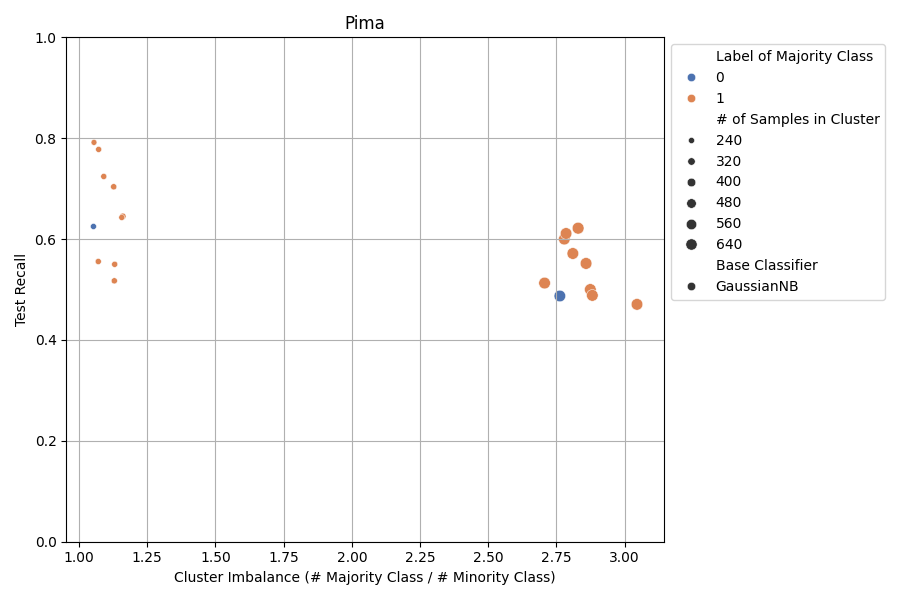 Pima
1.0
0.8
0.6
0.4
0.2
0.0
Test Recall
1.00 1.25 1.50 1.75 2.00 2.25 2.50 2.75 3.00
Cluster Imbalance (# Majority Class / # Minority Class)
Label of Majority Class
0
1
# of Samples in Cluster
240
320
400
480
560
640
Base Classifier
GaussianNB